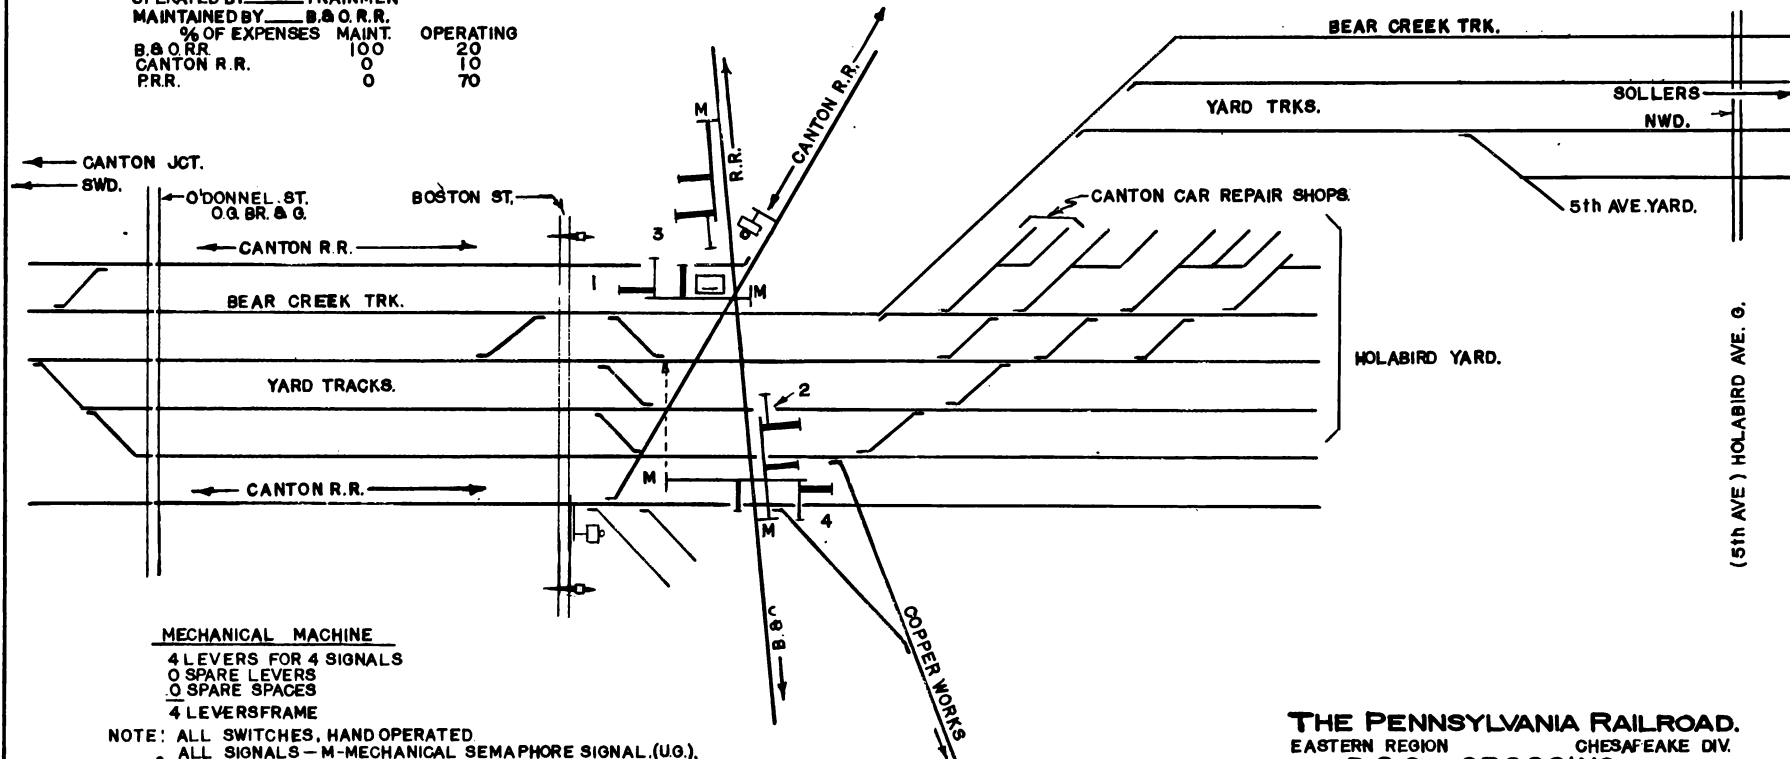 OPERATED BY TRAINMEN
MAINTAINED BY B.& O. R.R.
% OF EXPENSES MAINT. OPERATING
B.& O.R.R. 100 20
CANTON R.R. 0 10
P.R.R. 0 70
BEAR CREEK TRK.
YARD TRKS.
SOLLERS
NWD.
5th AVE. YARD.
CANTON JCT.
SWD.
O'DONNEL ST.
O.G. BR. & G.
BOSTON ST.
M
R.R.
CANTON R.R.
CANTON CAR REPAIR SHOPS.
CANTON R.R.
3
1
M
BEAR CREEK TRK.
HOLABIRD YARD.
(5th AVE) HOLABIRD AVE. G.
YARD TRACKS.
2
CANTON R.R.
M
4
M
B.&
COPPER WORKS
MECHANICAL MACHINE
4 LEVERS FOR 4 SIGNALS
0 SPARE LEVERS
0 SPARE SPACES
4 LEVERSFRAME
NOTE: ALL SWITCHES, HAND OPERATED
ALL SIGNALS – M-MECHANICAL SEMAPHORE SIGNAL,(U.G.),
THE PENNSYLVANIA RAILROAD.
EASTERN REGION CHESAPEAKE DIV.